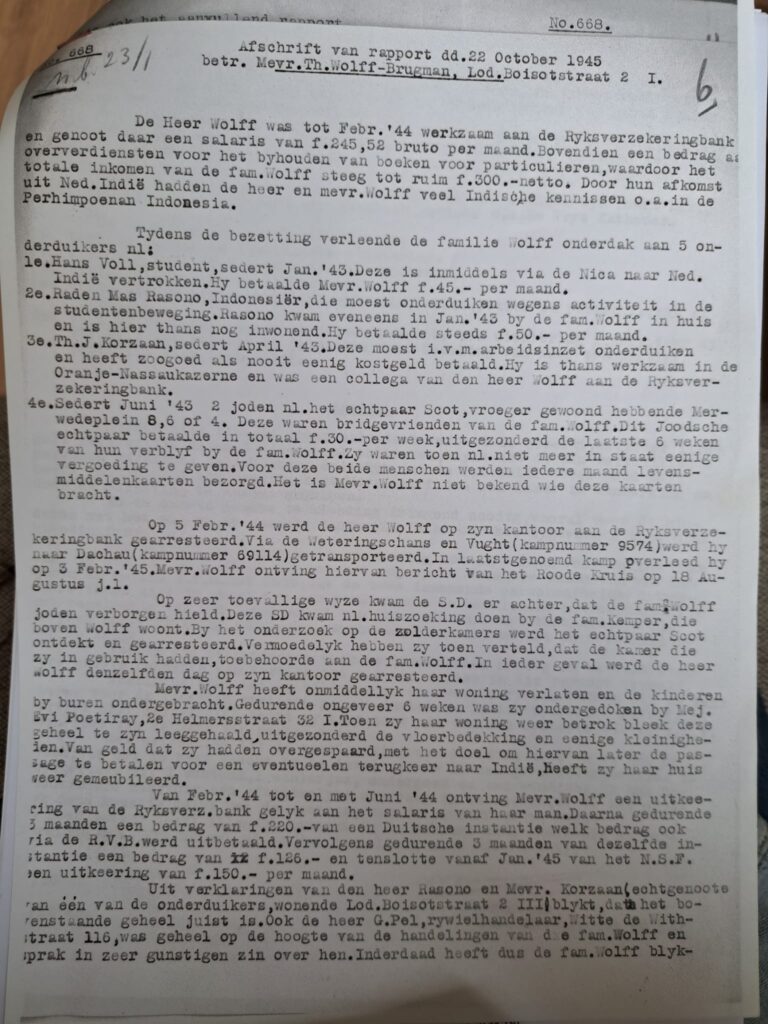 ook het aanvullend rapport
No.668.
668
n.b. 23/1
6
Afschrift van rapport dd.22 October 1945
betr. Mevr.Th.Wolff-Brugman, Lod.Boisotstraat 2 I.
De Heer Wolff was tot Febr.'44 werkzaam aan de Ryksverzekeringbank
en genoot daar een salaris van f.245,52 bruto per maand.Bovendien een bedrag a
oververdiensten voor het byhouden van boeken voor particulieren,waardoor het
totale inkomen van de fam.Wolff steeg tot ruim f.300.-netto. Door hun afkomst
uit Ned.Indië hadden de heer en mevr.Wolff veel Indische kennissen o.a.in de
Perhimpoenan Indonesia.
Tydens de bezetting verleende de familie Wolff onderdak aan 5 on-
derduikers nl:
1e.Hans Voll,student,sedert Jan.'43.Deze is inmiddels via de Nica naar Ned.
Indië vertrokken.Hy betaalde Mevr.Wolff f.45.- per maand.
2e.Raden Mas Rasono,Indonesiër,die moest onderduiken wegens activiteit in de
studentenbeweging.Rasono kwam eveneens in Jan.'43 by de fam.Wolff in huis
en is hier thans nog inwonend.Hy betaalde steeds f.50.- per maand.
3e.Th.J.Korzaan,sedert April '43.Deze moest i.v.m.arbeidsinzet onderduiken
en heeft zoogoed als nooit eenig kostgeld betaald.Hy is thans werkzaam in de
Oranje-Nassaukazerne en was een collega van den heer Wolff aan de Ryksver-
zekeringbank.
4e.Sedert Juni '43 2 joden nl.het echtpaar Scot,vroeger gewoond hebbende Mer-
wedeplein 8,6 of 4. Deze waren bridgevrienden van de fam.Wolff.Dit Joodsche
echtpaar betaalde in totaal f.30.-per week,uitgezonderd de laatste 6 weken
van hun verblyf by de fam.Wolff.Zy waren toen nl.niet meer in staat eenige
vergoeding te geven.Voor deze beide menschen werden iedere maand levens-
middelenkaarten bezorgd.Het is Mevr.Wolff niet bekend wie deze kaarten
bracht.
Op 5 Febr.'44 werd de heer Wolff op zyn kantoor aan de Ryksverze-
keringbank gearresteerd.Via de Weteringschans en Vught(kampnummer 9574)werd hy
naar Dachau(kampnummer 69114)getransporteerd.In laatstgenoemd kamp overleed hy
op 3 Febr.'45.Mevr.Wolff ontving hiervan bericht van het Roode Kruis op 18 Au-
gustus j.l.
Op zeer toevallige wyze kwam de S.D. er achter,dat de fam.Wolff
joden verborgen hield.Deze SD kwam nl.huiszoeking doen by de fam.Kemper,die
boven Wolff woont.By het onderzoek op de zolderkamers werd het echtpaar Scot
ontdekt en gearresteerd.Vermoedelyk hebben zy toen verteld,dat de kamer die
zy in gebruik hadden,toebehoorde aan de fam.Wolff.In ieder geval werd de heer
Wolff denzelfden dag op zyn kantoor gearresteerd.
Mevr.Wolff heeft onmiddellyk haar woning verlaten en de kinderen
by buren ondergebracht.Gedurende ongeveer 6 weken was zy ondergedoken by Mej.
Evi Poetiray,2e Helmersstraat 32 I.Toen zy haar woning weer betrok bleek deze
geheel te zyn leeggehaald,uitgezonderd de vloerbedekking en eenige kleinighe-
den.Van geld dat zy hadden overgespaard,met het doel om hiervan later de pas-
sage te betalen voor een eventueelen terugkeer naar Indië,heeft zy haar huis
weer gemeubileerd.
Van Febr.'44 tot en met Juni '44 ontving Mevr.Wolff een uitkee-
ring van de Ryksverz.bank gelyk aan het salaris van haar man.Daarna gedurende
3 maanden een bedrag van f.220.-van een Duitsche instantie welk bedrag ook
via de R.V.B.werd uitbetaald.Vervolgens gedurende 3 maanden van dezelfde in-
stantie een bedrag van f.125.- en tenslotte vanaf Jan.'45 van het N.S.F.
een uitkeering van f.150.- per maand.
Uit verklaringen van den heer Rasono en Mevr. Korzaan(echtgenoote
van één van de onderduikers,wonende Lod.Boisotstraat 2 III)blykt,dat het bo-
venstaande geheel juist is.Ook de heer G.Pel,rywielhandelaar,Witte de With-
straat 116,was geheel op de hoogte van de handelingen van de fam.Wolff en
sprak in zeer gunstigen zin over hen.Inderdaad heeft dus de fam.Wolff blyk-